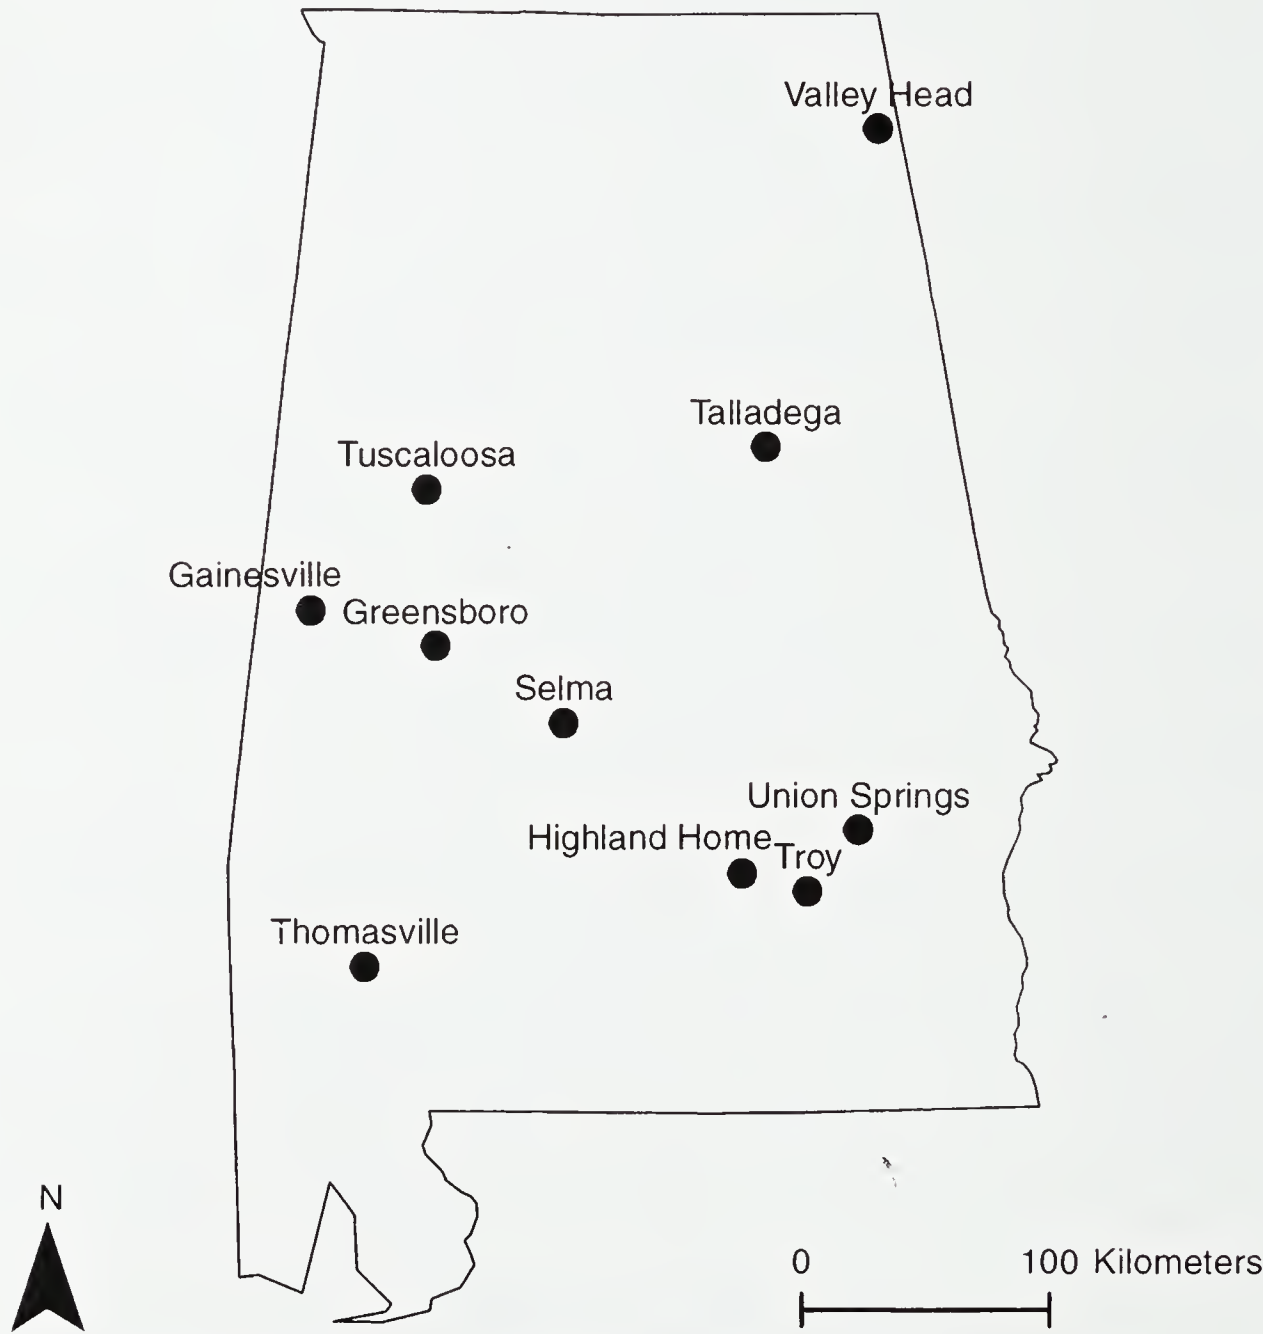 Valley Head
Talladega
Tuscaloosa
Gainesville
Greensboro
Selma
Union Springs
Highland Home
Troy
Thomasville
N
0
100 Kilometers